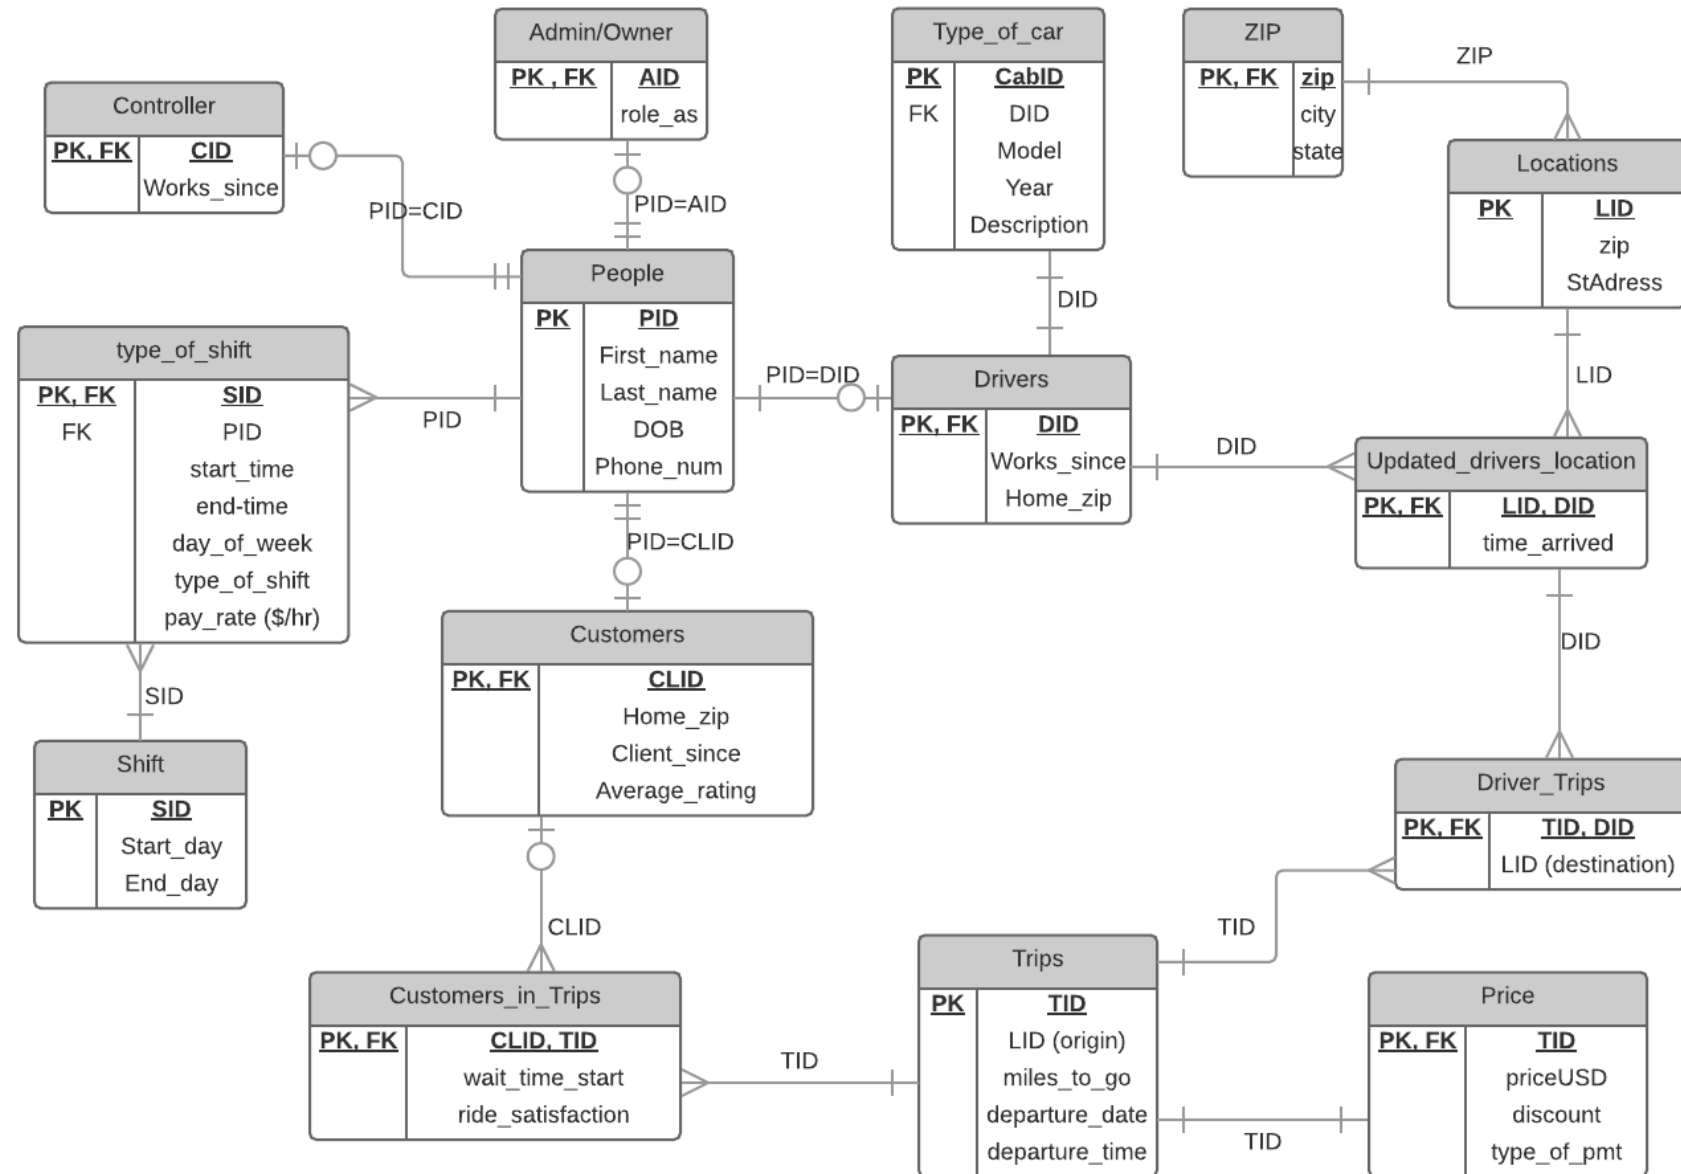 Admin/Owner
PK , FK AID
role_as
Type_of_car
PK CabID
FK DID
Model
Year
Description
ZIP
PK, FK zip
city
state
ZIP
Controller
PK, FK CID
Works_since
PID=CID
PID=AID
DID
Locations
PK LID
zip
StAdress
People
PK PID
First_name
Last_name
DOB
Phone_num
type_of_shift
PK, FK SID
FK PID
start_time
end-time
day_of_week
type_of_shift
pay_rate ($/hr)
PID
PID=DID
Drivers
PK, FK DID
Works_since
Home_zip
DID
LID
Updated_drivers_location
PK, FK LID, DID
time_arrived
PID=CLID
DID
SID
Customers
PK, FK CLID
Home_zip
Client_since
Average_rating
Shift
PK SID
Start_day
End_day
Driver_Trips
PK, FK TID, DID
LID (destination)
CLID
TID
Customers_in_Trips
PK, FK CLID, TID
wait_time_start
ride_satisfaction
TID
Trips
PK TID
LID (origin)
miles_to_go
departure_date
departure_time
TID
Price
PK, FK TID
priceUSD
discount
type_of_pmt